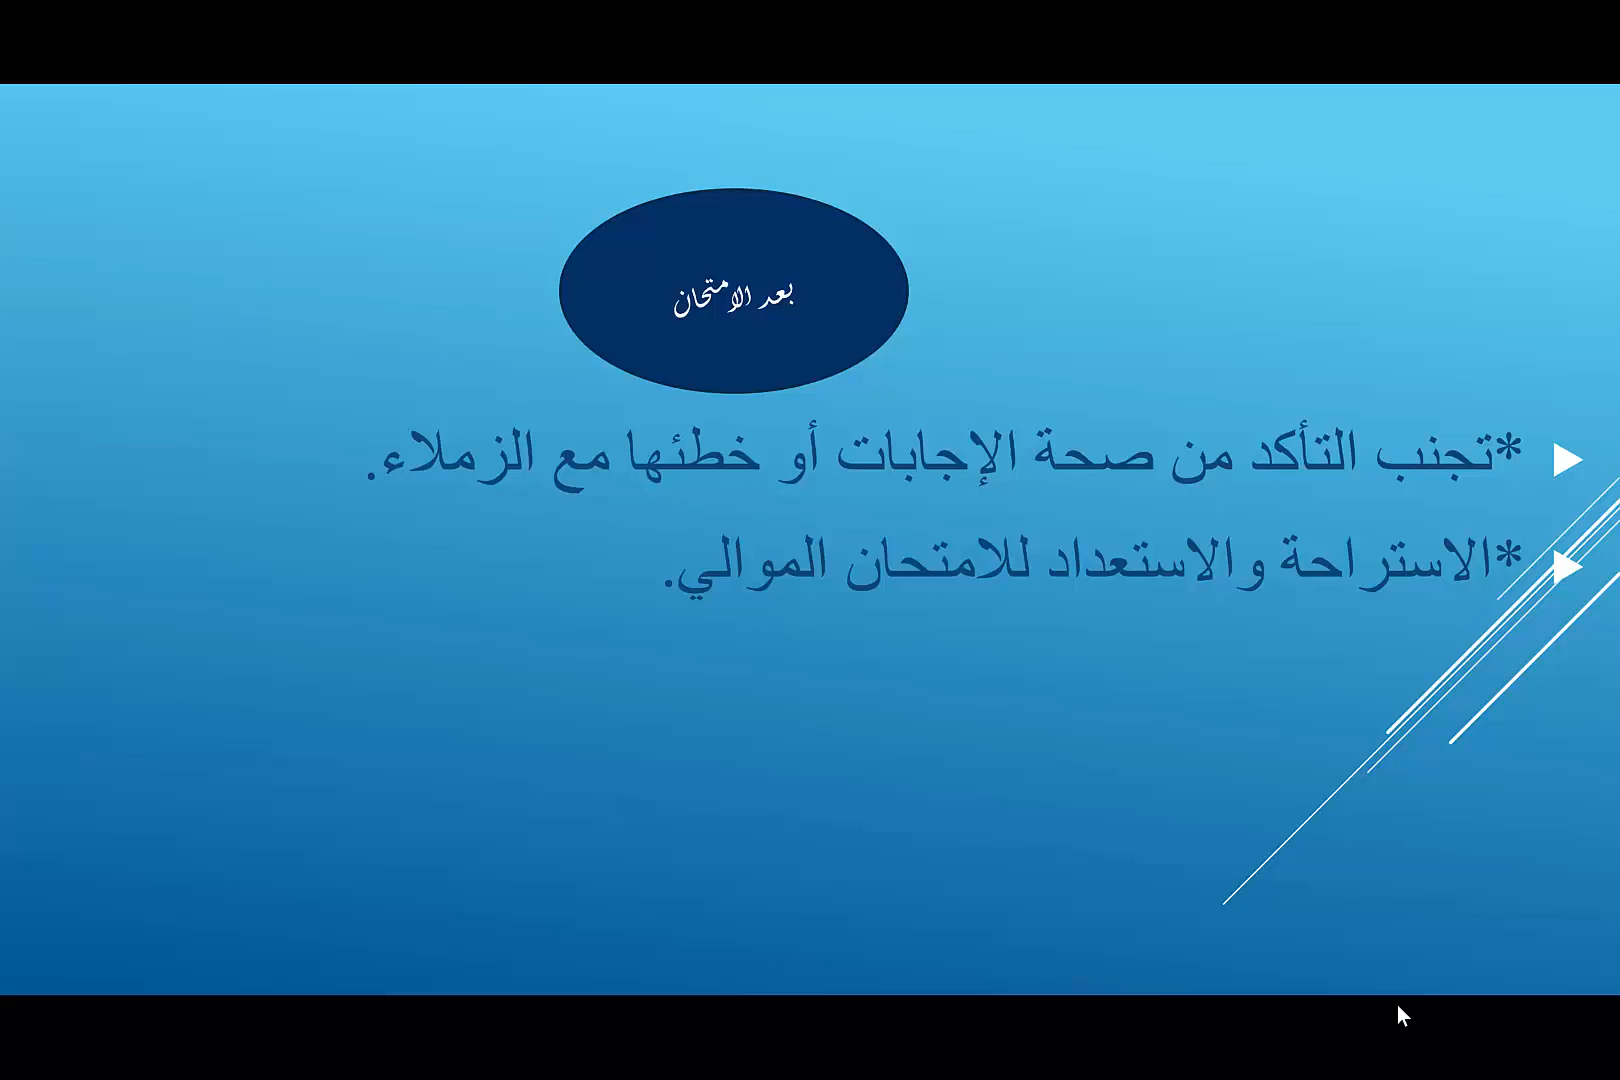 بعد الامتحان
*تجنب التأكد من صحة الإجابات أو خطئها مع الزملاء.
*الاستراحة والاستعداد للامتحان الموالي.